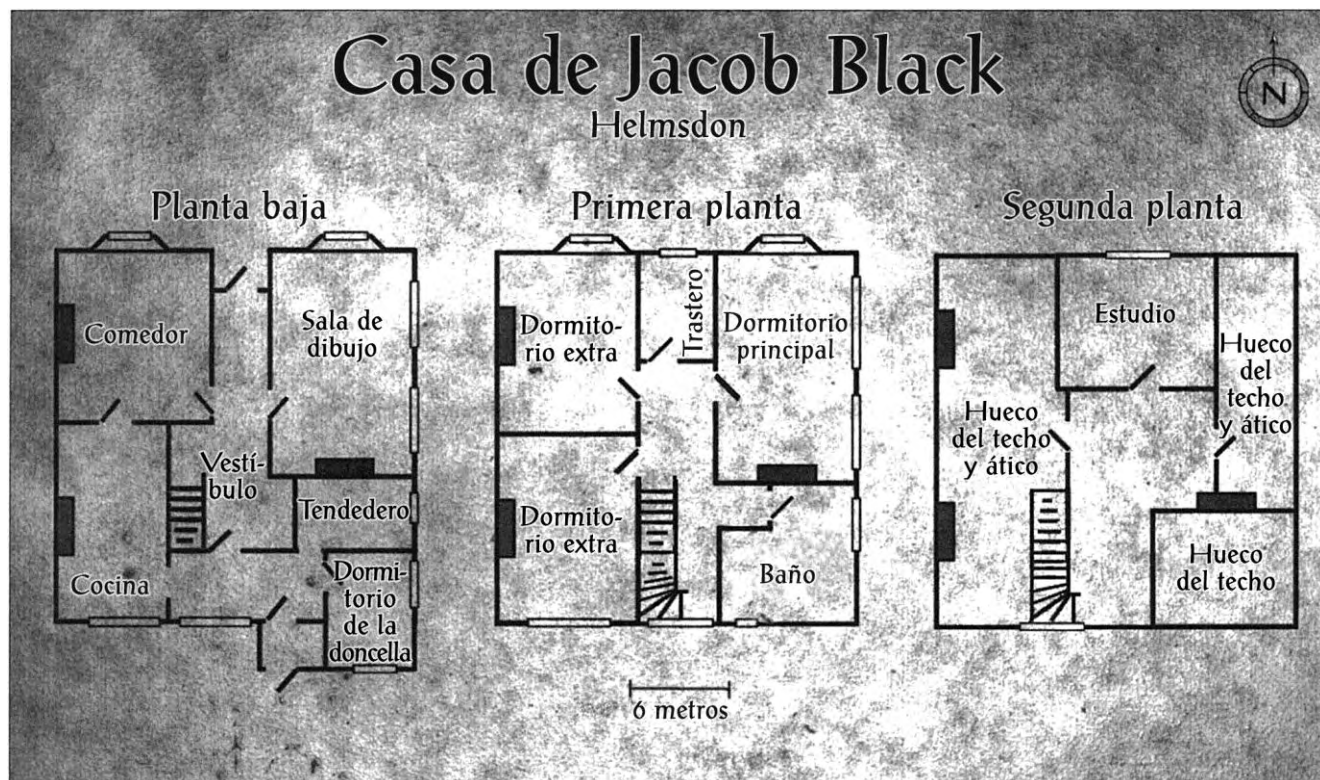 Casa de Jacob Black
Helmsdon
N
Planta baja
Comedor
Sala de
dibujo
Vestí-
bulo
Tendedero
Cocina
Dormi-
torio
de la
doncella
Primera planta
Dormito-
rio extra
Trastero
Dormitorio
principal
Dormito-
rio extra
Baño
6 metros
Segunda planta
Estudio
Hueco
del
techo
y ático
Hueco
del techo
y ático
Hueco
del techo